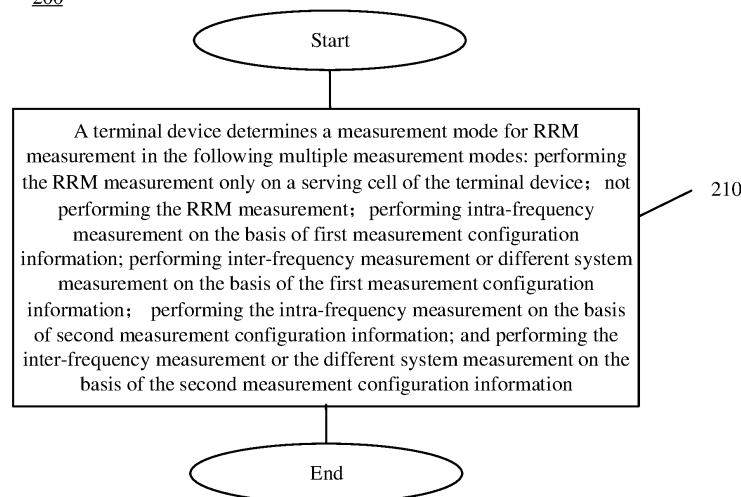 200
Start
A terminal device determines a measurement mode for RRM
measurement in the following multiple measurement modes: performing
the RRM measurement only on a serving cell of the terminal device；not
performing the RRM measurement；performing intra-frequency
measurement on the basis of first measurement configuration
information; performing inter-frequency measurement or different system
measurement on the basis of the first measurement configuration
information； performing the intra-frequency measurement on the basis
of second measurement configuration information; and performing the
inter-frequency measurement or the different system measurement on the
basis of the second measurement configuration information
210
End